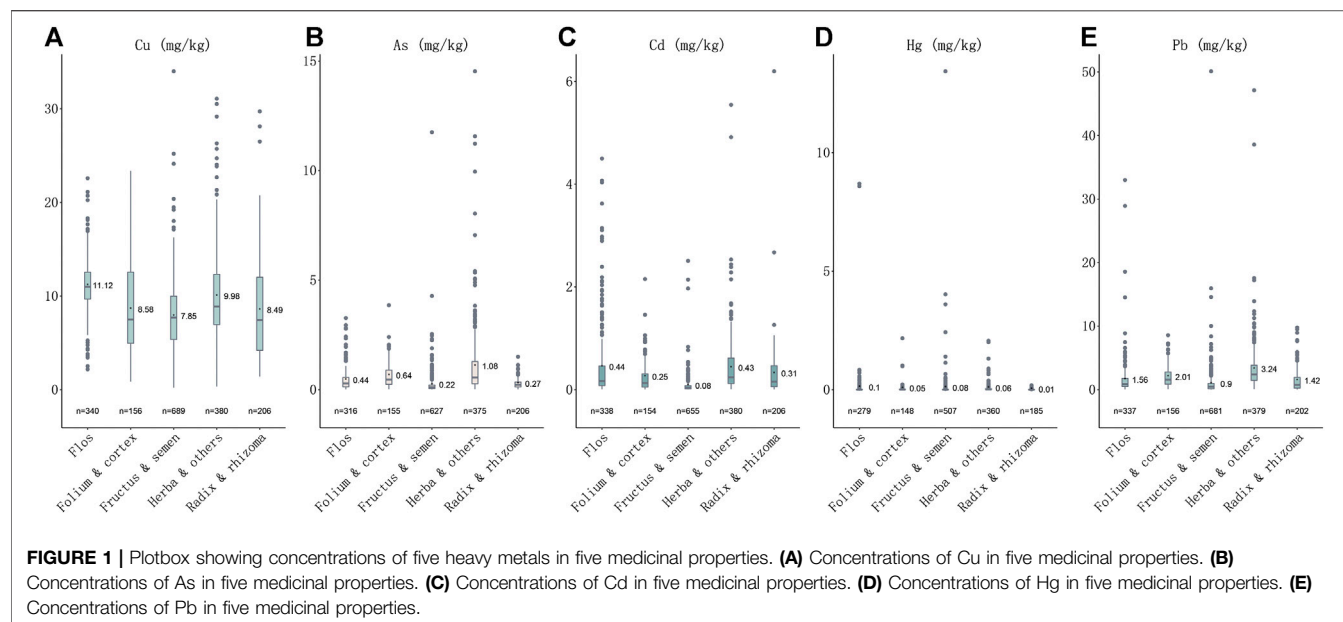 A
Cu (mg/kg)
30
20
10
0
11.12
8.58
7.85
9.98
8.49
n=340
n=156
n=689
n=380
n=206
Flos
Folium & cortex
Fructus & semen
Herba & others
Radix & rhizoma
B
As (mg/kg)
15
10
5
0
0.44
0.64
0.22
1.08
0.27
n=316
n=155
n=627
n=375
n=206
Flos
Folium & cortex
Fructus & semen
Herba & others
Radix & rhizoma
C
Cd (mg/kg)
6
4
2
0
0.44
0.25
0.08
0.43
0.31
n=338
n=154
n=655
n=380
n=206
Flos
Folium & cortex
Fructus & semen
Herba & others
Radix & rhizoma
D
Hg (mg/kg)
10
5
0
0.1
0.05
0.08
0.06
0.01
n=279
n=148
n=507
n=360
n=185
Flos
Folium & cortex
Fructus & semen
Herba & others
Radix & rhizoma
E
Pb (mg/kg)
50
40
30
20
10
0
1.56
2.01
0.9
3.24
1.42
n=337
n=156
n=681
n=379
n=202
Flos
Folium & cortex
Fructus & semen
Herba & others
Radix & rhizoma
FIGURE 1 | Plotbox showing concentrations of five heavy metals in five medicinal properties. (A) Concentrations of Cu in five medicinal properties. (B)
Concentrations of As in five medicinal properties. (C) Concentrations of Cd in five medicinal properties. (D) Concentrations of Hg in five medicinal properties. (E)
Concentrations of Pb in five medicinal properties.